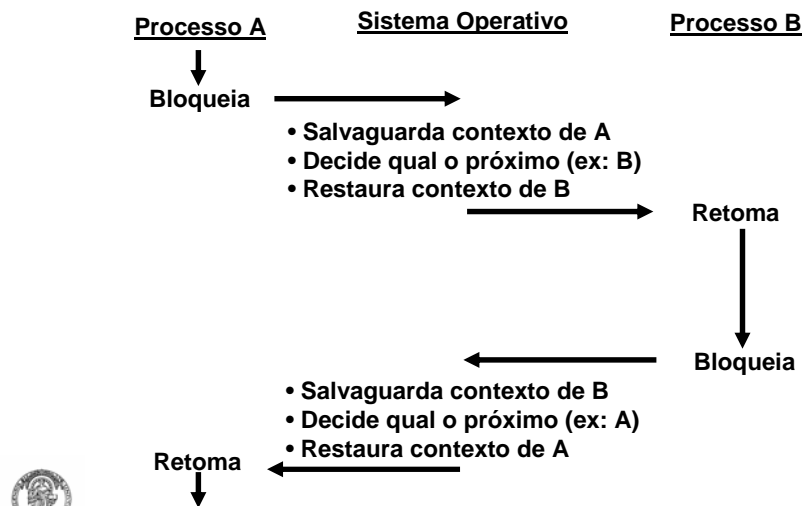 Processo A
Sistema Operativo
Processo B
Bloqueia
• Salvaguarda contexto de A
• Decide qual o próximo (ex: B)
• Restaura contexto de B
Retoma
Bloqueia
• Salvaguarda contexto de B
• Decide qual o próximo (ex: A)
• Restaura contexto de A
Retoma